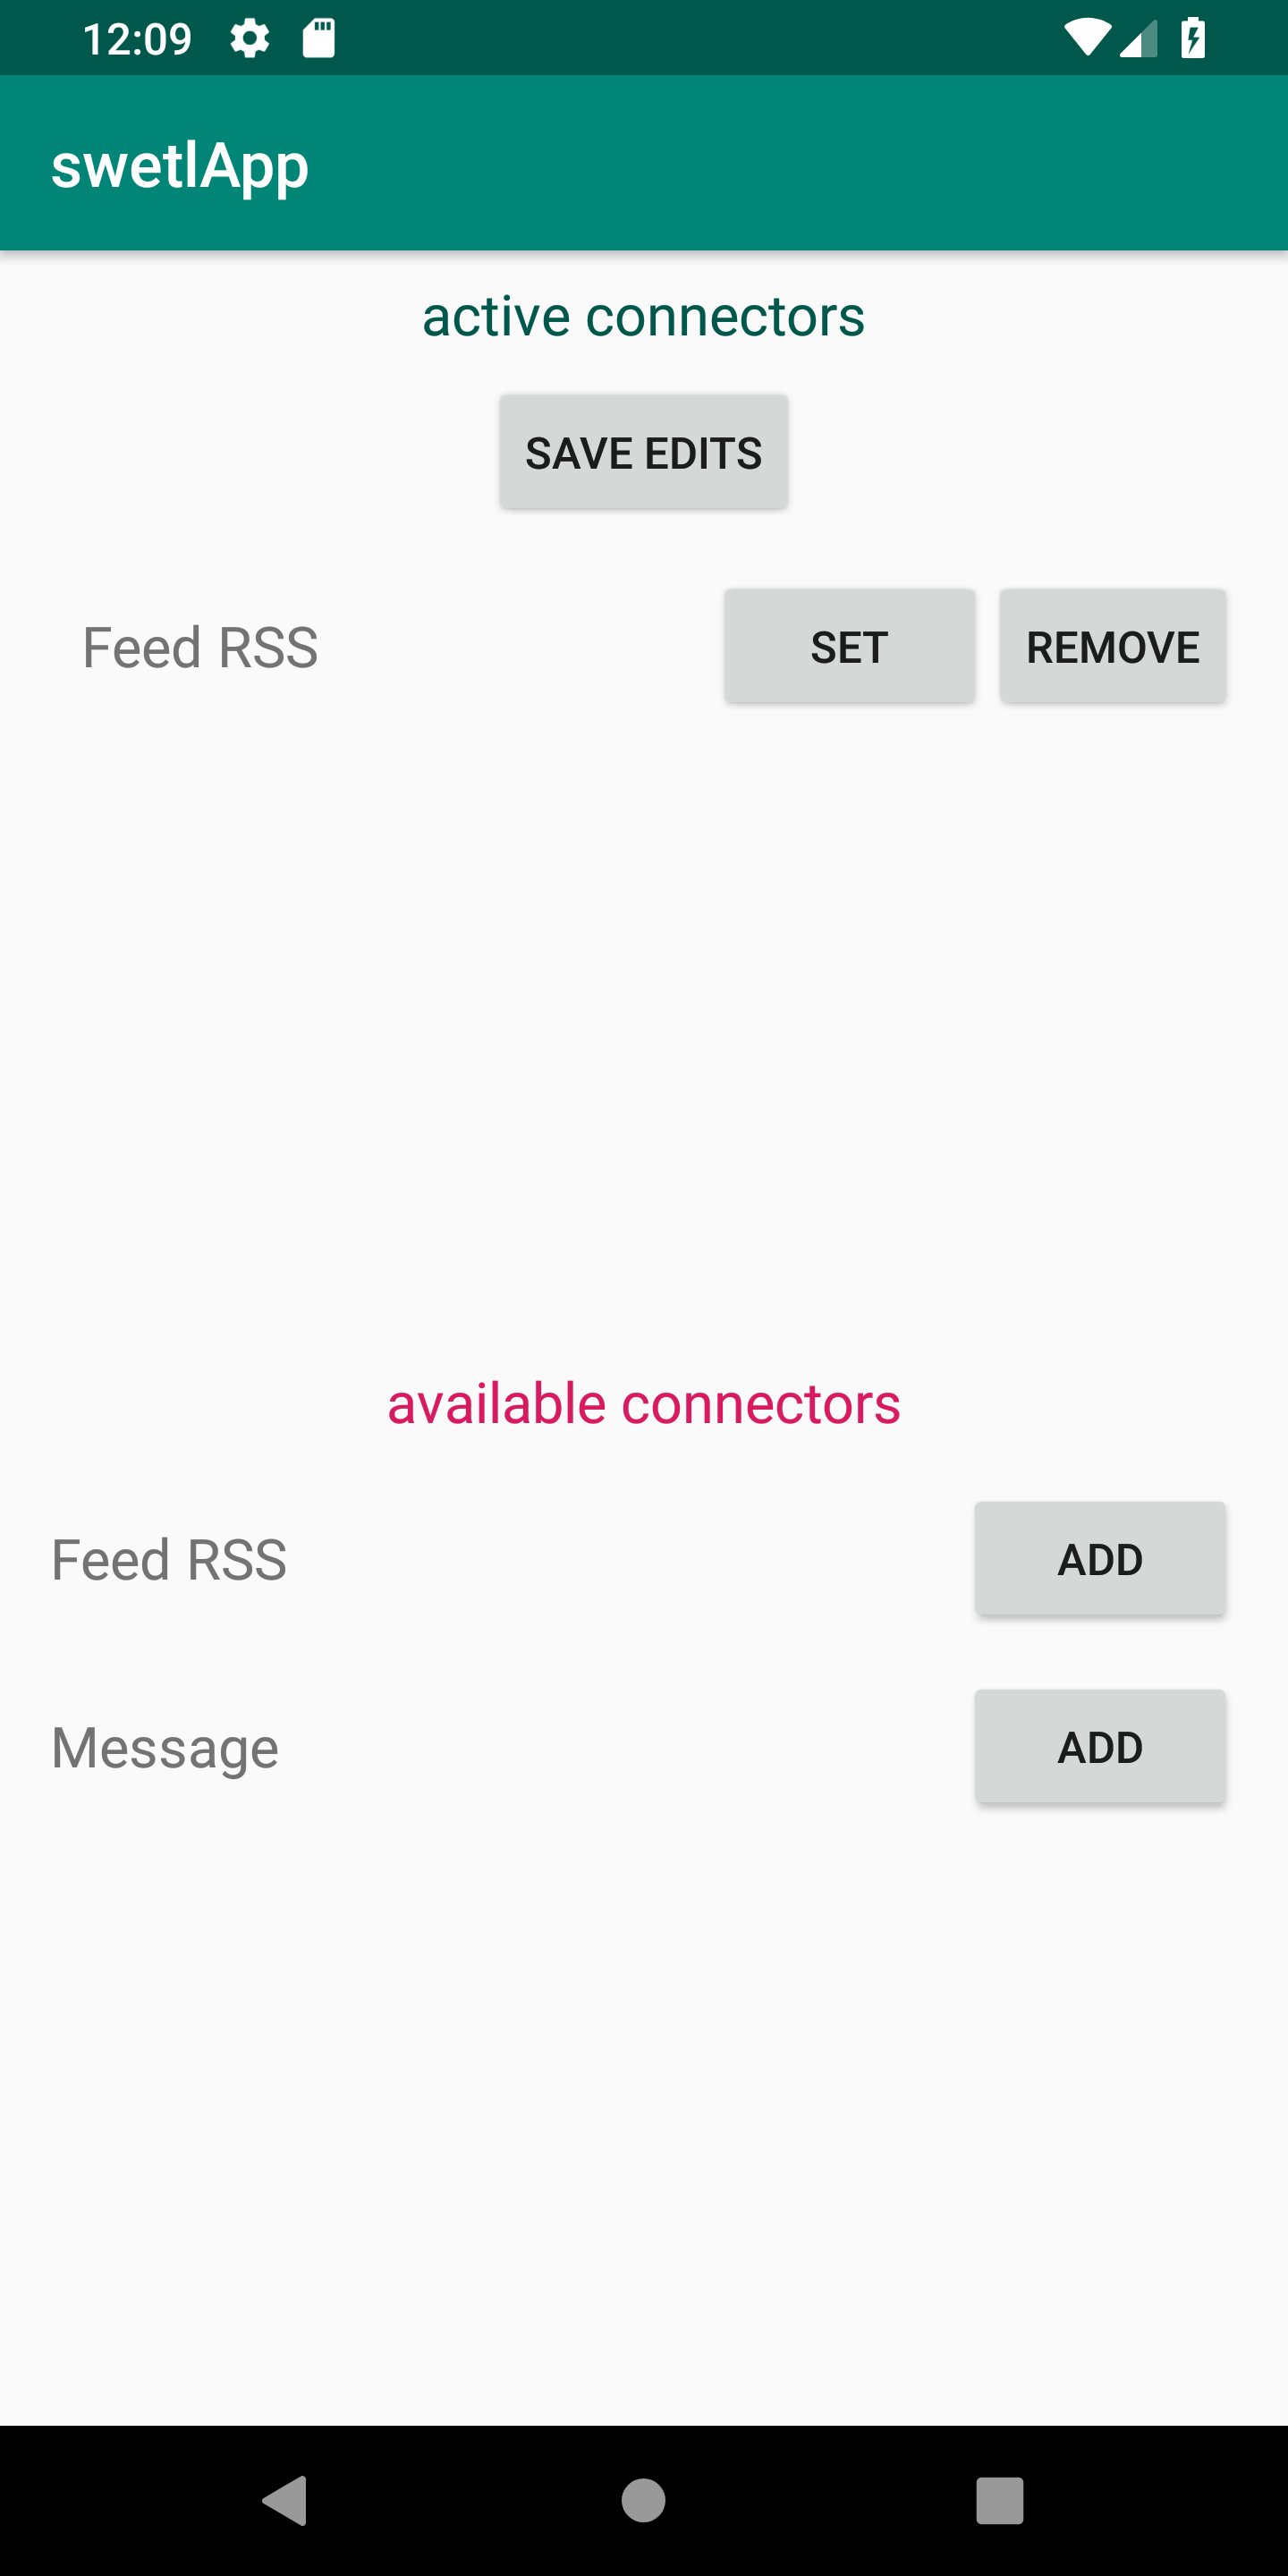 12:09
swetlApp
active connectors
SAVE EDITS
Feed RSS SET REMOVE
available connectors
Feed RSS ADD
Message ADD